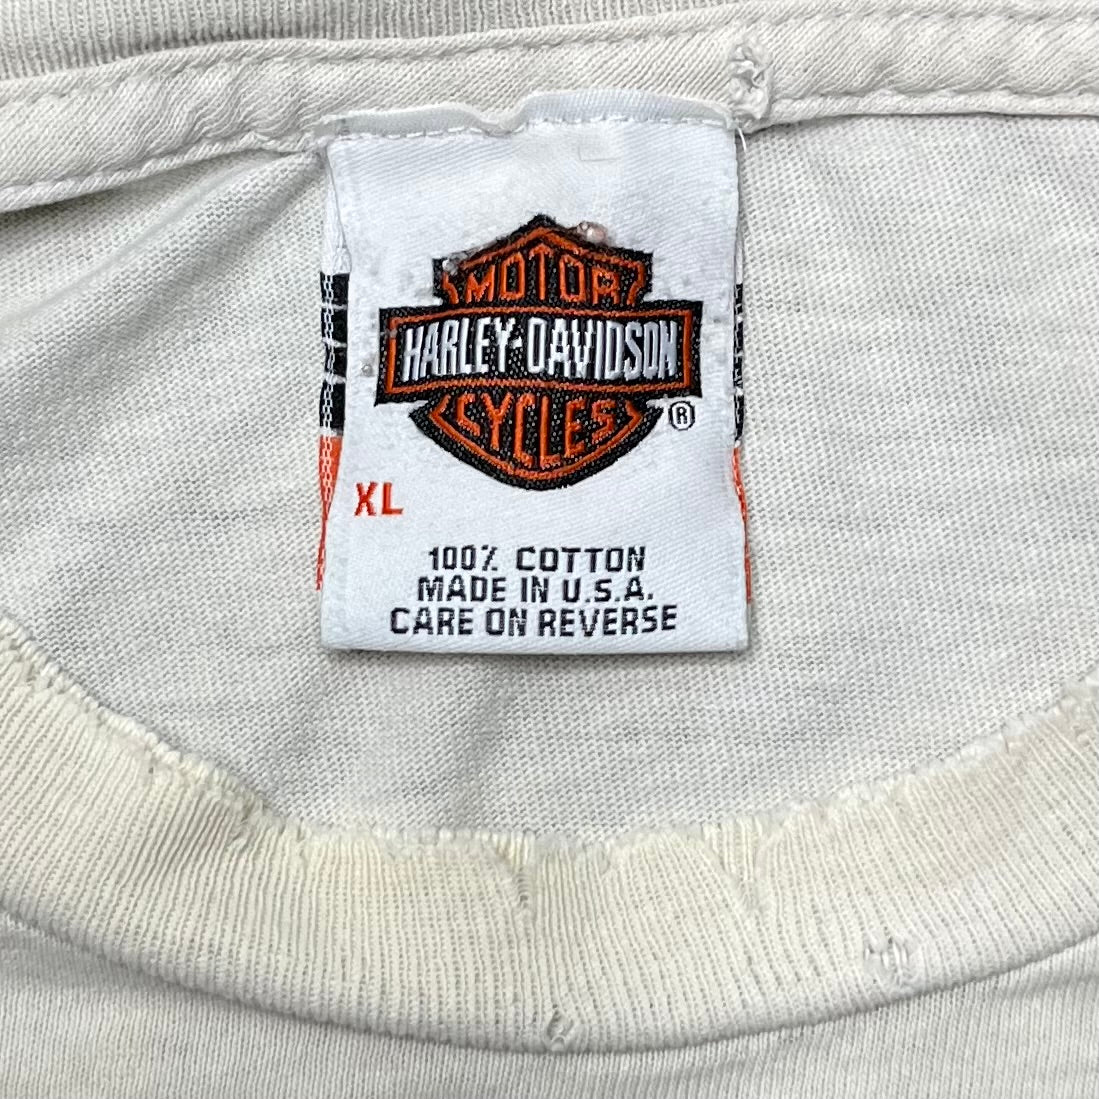 MOTOR
HARLEY-DAVIDSON
CYCLES
®
XL
100% COTTON
MADE IN U.S.A.
CARE ON REVERSE